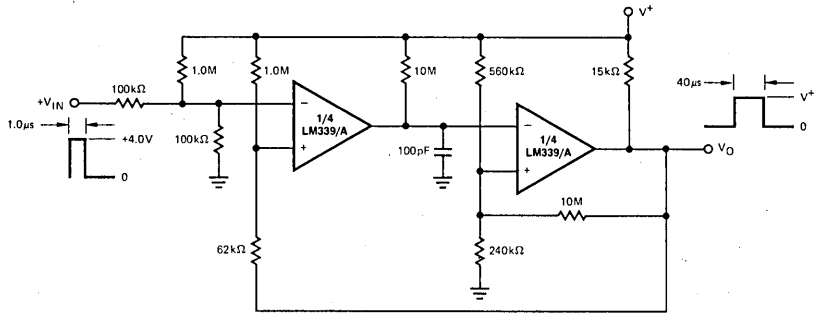 V+
1.0M
1.0M
10M
560kΩ
15kΩ
40µs
V+
0
100kΩ
+VIN
1.0µs
+4.0V
0
100kΩ
−
1/4
LM339/A
+
100pF
−
1/4
LM339/A
+
VO
10M
62kΩ
240kΩ